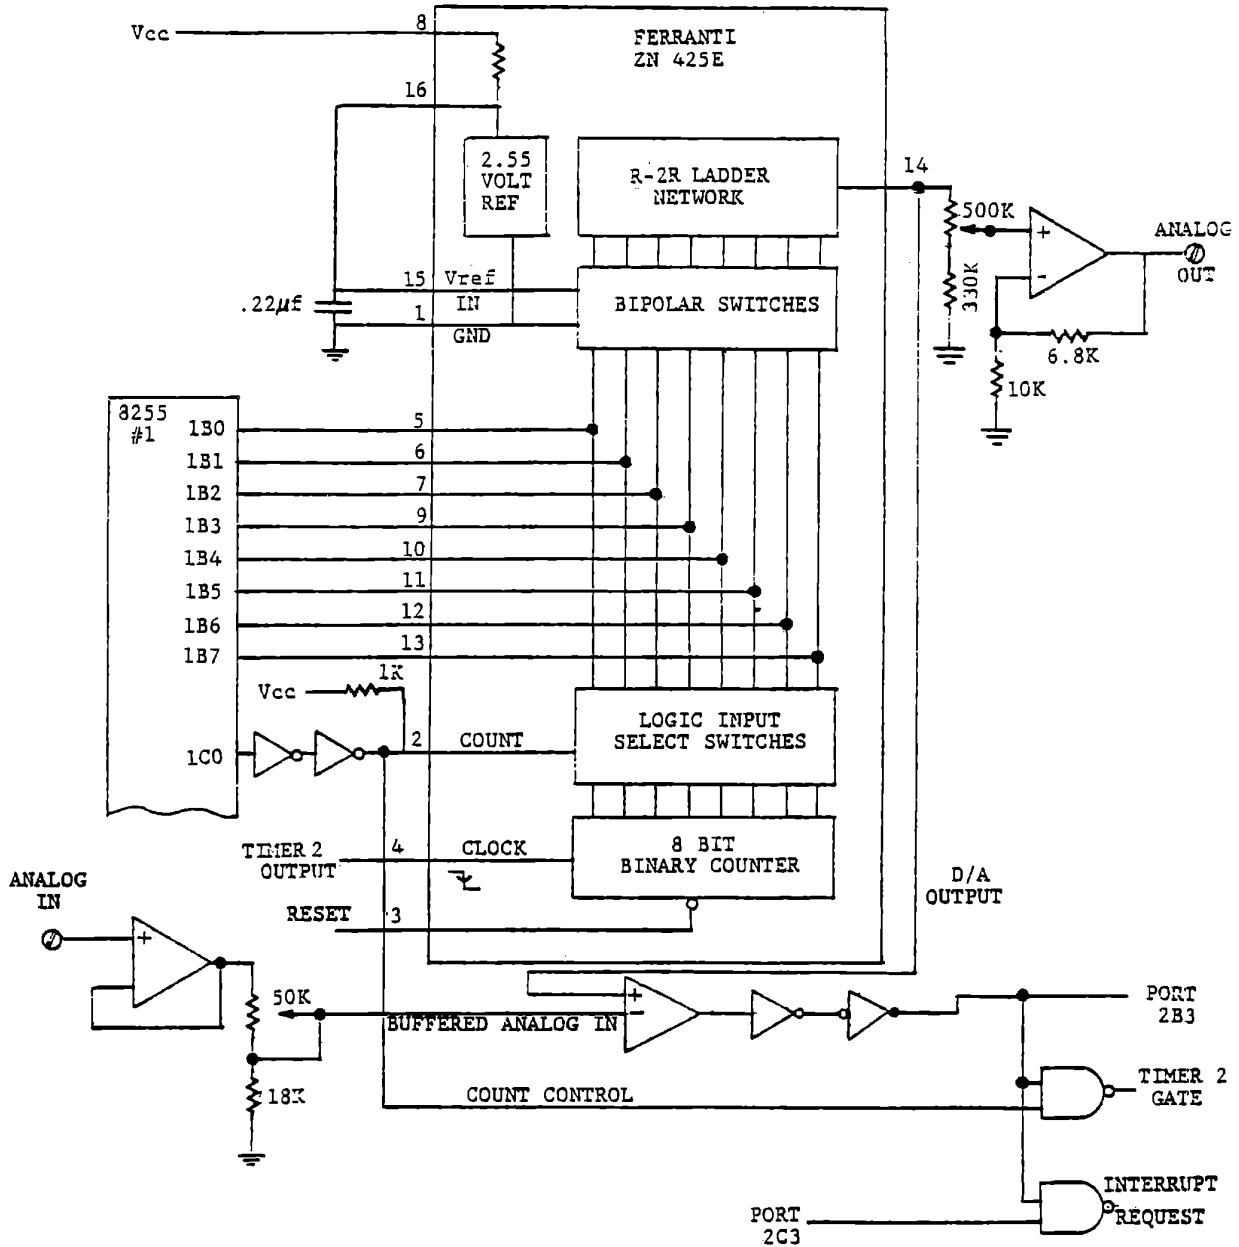 Vcc
8
FERRANTI
ZN 425E
16
2.55
VOLT
REF
R-2R LADDER
NETWORK
14
500K
+
-
ANALOG
OUT
330K
6.8K
10K
15
Vref
IN
1
GND
.22µf
BIPOLAR SWITCHES
8255
#1
1B0
5
1B1
6
1B2
7
1B3
9
1B4
10
1B5
11
1B6
12
1B7
13
Vcc
1K
1C0
2
COUNT
LOGIC INPUT
SELECT SWITCHES
TIMER 2
OUTPUT
4
CLOCK
8 BIT
BINARY COUNTER
RESET
3
D/A
OUTPUT
ANALOG
IN
+
50K
18K
BUFFERED ANALOG IN
+
-
PORT
2B3
COUNT CONTROL
TIMER 2
GATE
PORT
2C3
INTERRUPT
REQUEST